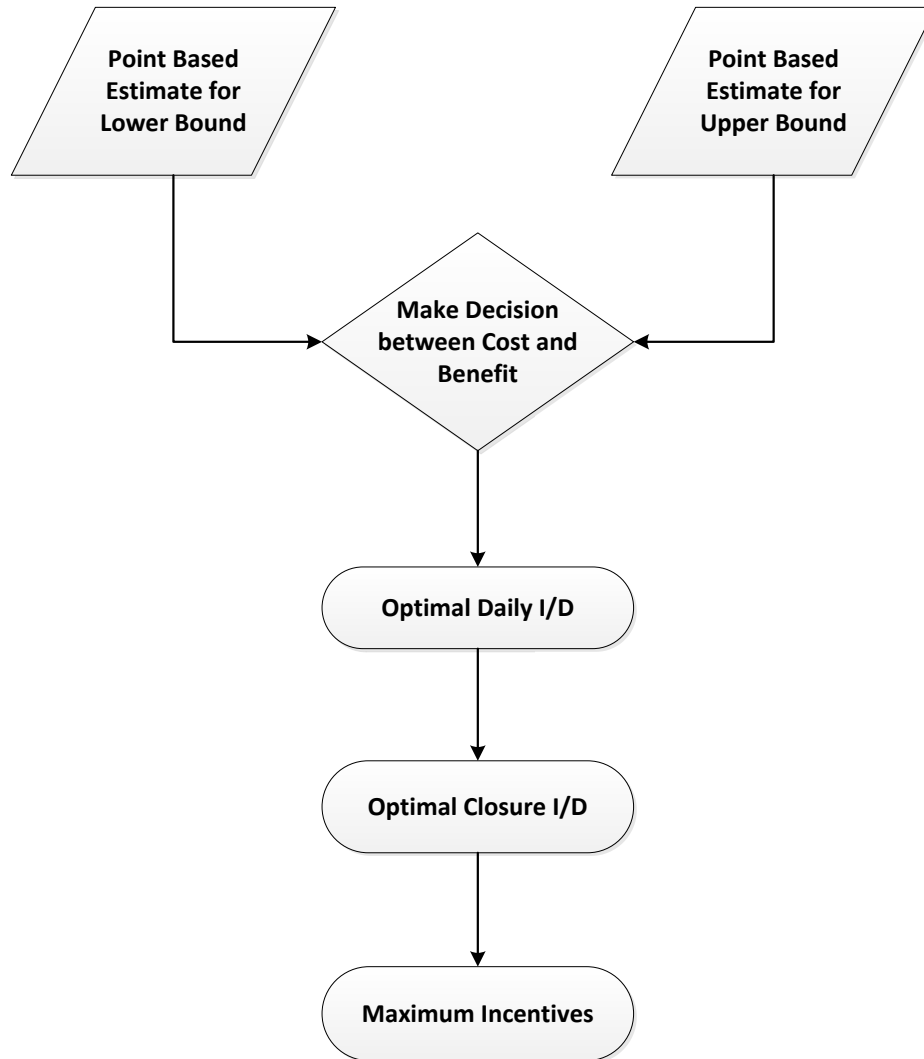 Point Based
Estimate for
Lower Bound
Point Based
Estimate for
Upper Bound
Make Decision
between Cost and
Benefit
Optimal Daily I/D
Optimal Closure I/D
Maximum Incentives